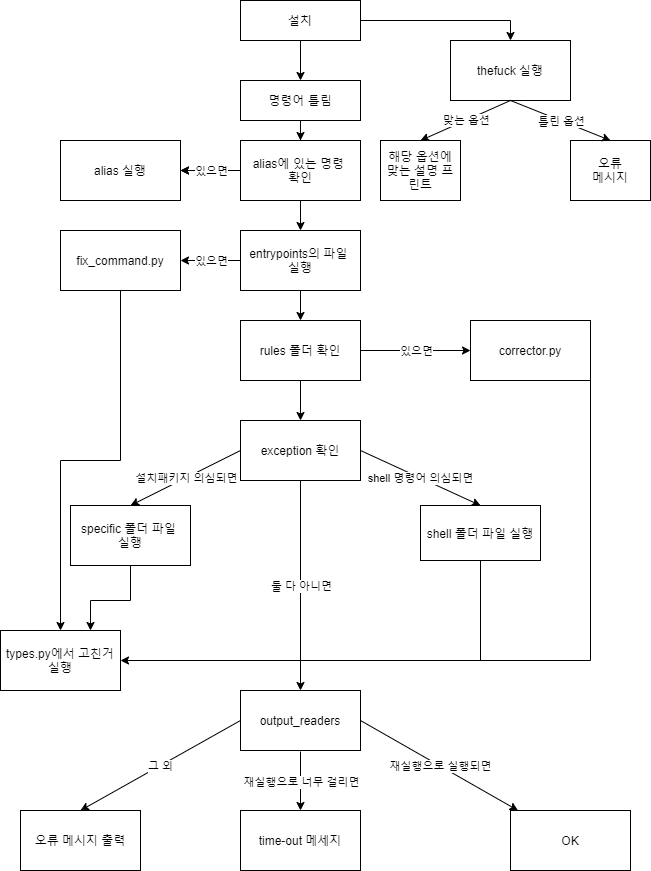 설치
thefuck 실행
명령어 틀림
맞는 옵션
틀린 옵션
alias 실행
있으면
alias에 있는 명령
확인
해당 옵션에
맞는 설명 프
린트
오류
메시지
fix_command.py
있으면
entrypoints의 파일
실행
rules 폴더 확인
있으면
corrector.py
exception 확인
설치패키지 의심되면
shell 명령어 의심되면
specific 폴더 파일
실행
shell 폴더 파일 실행
둘 다 아니면
types.py에서 고친거
실행
output_readers
그 외
재실행으로 너무 걸리면
재실행으로 실행되면
오류 메시지 출력
time-out 메세지
OK